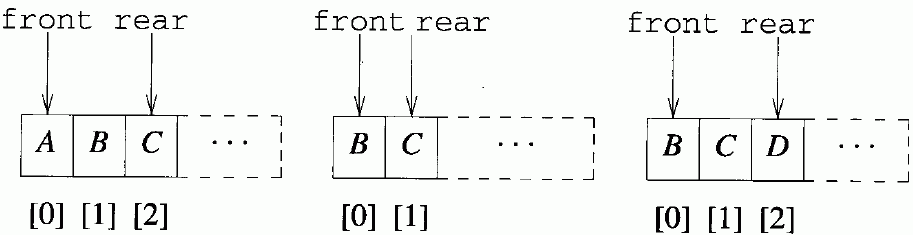 front rear front rear front rear
A B C ··· B C ··· B C D ···
[0] [1] [2] [0] [1] [0] [1] [2]